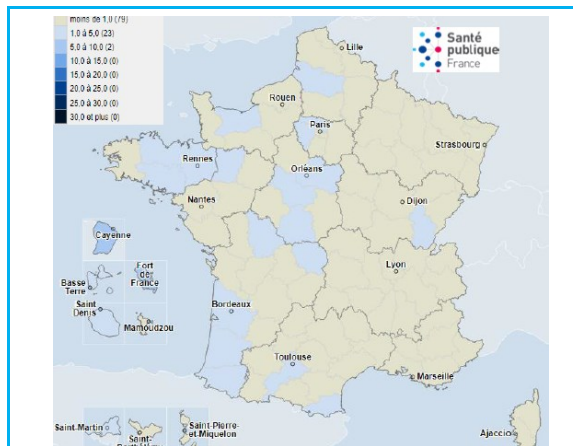 moins de 1,0 (79)
1,0 à 5,0 (23)
5,0 à 10,0 (2)
10,0 à 15,0 (0)
15,0 à 20,0 (0)
20,0 à 25,0 (0)
25,0 à 30,0 (0)
30,0 et plus (0)
Santé
publique
France
Lille
Rouen
Paris
Strasbourg
Rennes
Orléans
Nantes
Dijon
Cayenne
Lyon
Basse
Terre
Fort
de
France
Saint
Denis
Mamoudzou
Bordeaux
Toulouse
Marseille
Saint-Martin
Saint-
Saint-Pierre
et-Miquelon
Ajaccio